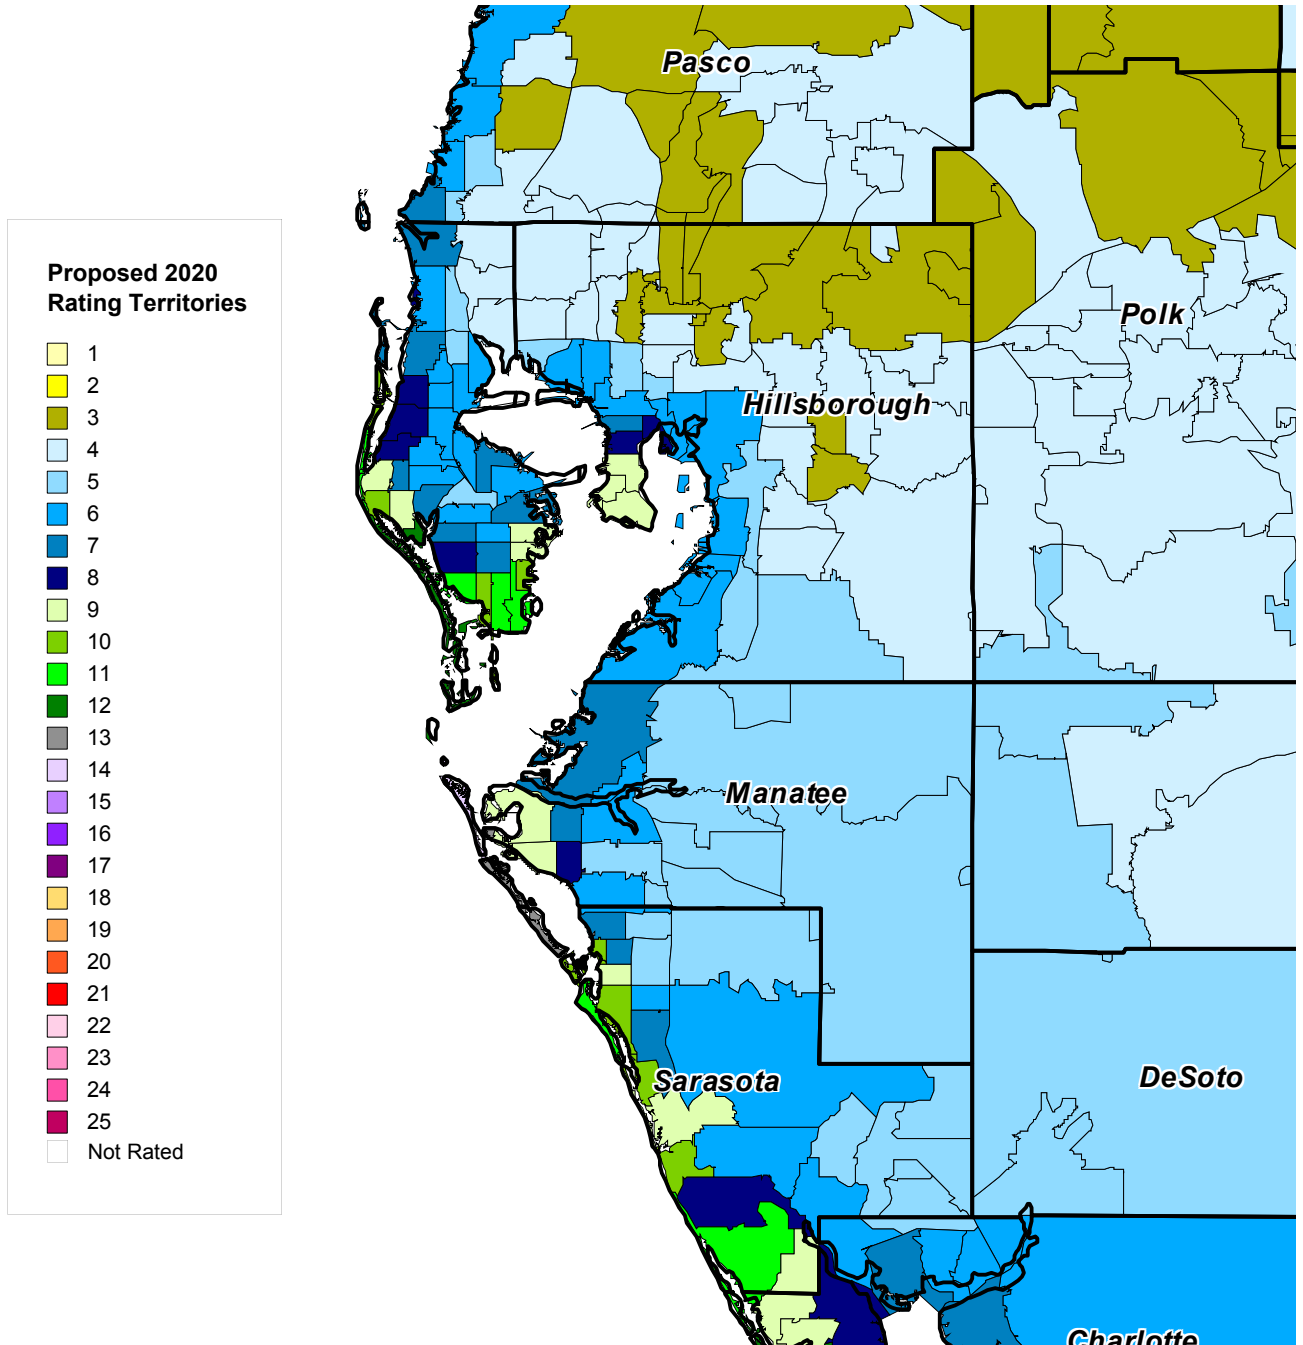 Pasco
Proposed 2020
Rating Territories
Polk
1
2
3
Hillsborough
4
5
6
7
8
9
10
11
12
13
14
15
Manatee
16
17
18
19
20
21
22
23
24
Sarasota
DeSoto
25
Not Rated
Charlotte